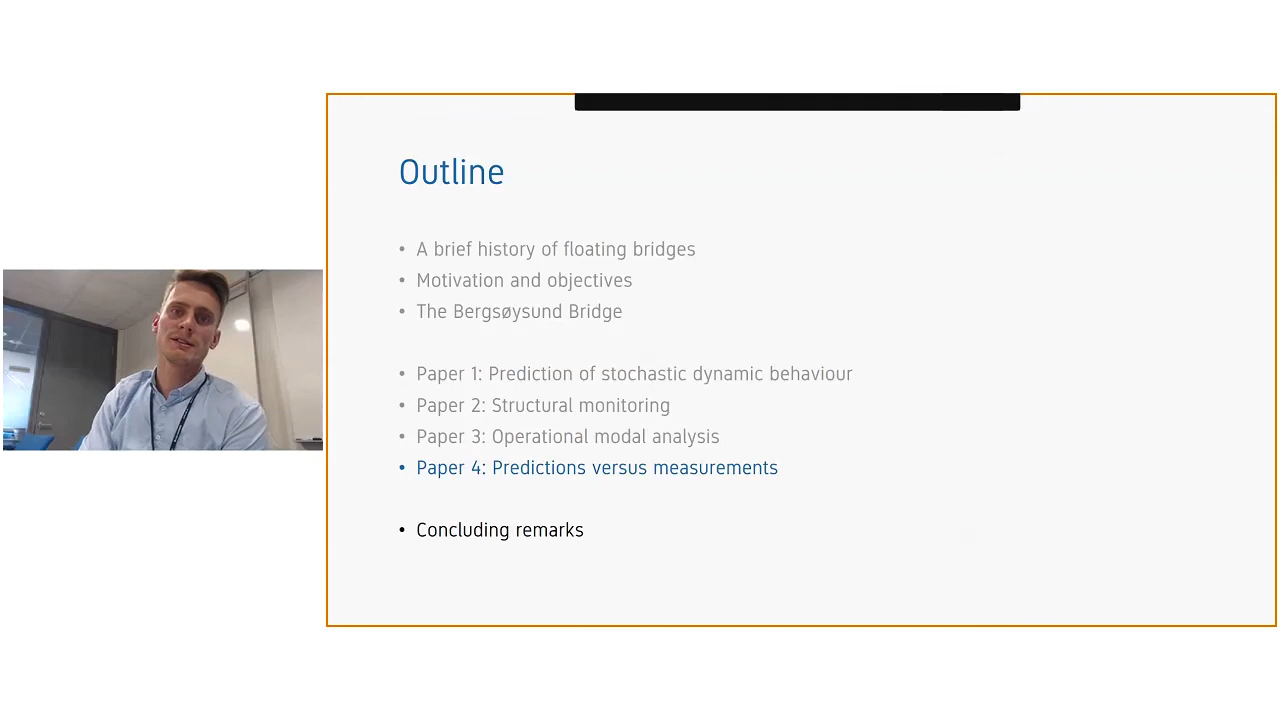 Outline
• A brief history of floating bridges
• Motivation and objectives
• The Bergsøysund Bridge
• Paper 1: Prediction of stochastic dynamic behaviour
• Paper 2: Structural monitoring
• Paper 3: Operational modal analysis
• Paper 4: Predictions versus measurements
• Concluding remarks